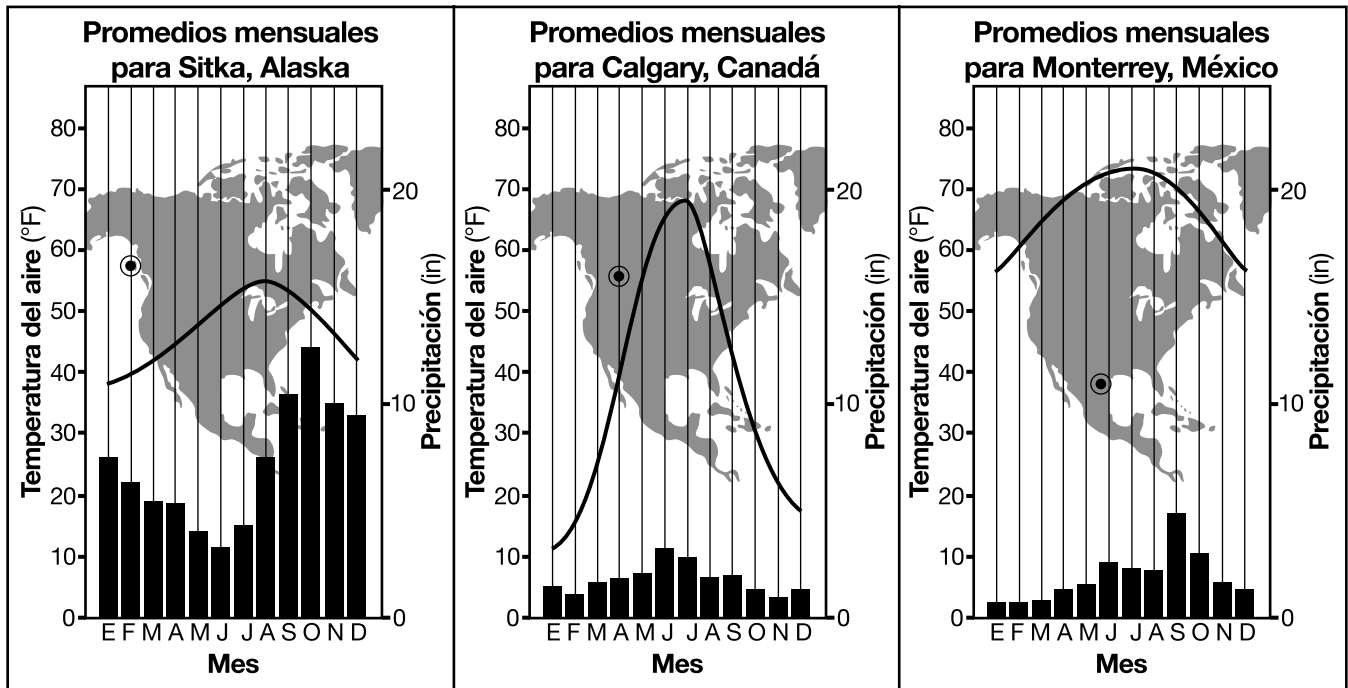 Promedios mensuales
para Sitka, Alaska
Temperatura del aire (°F)
80
70
60
50
40
30
20
10
0
Precipitación (in)
20
10
0
E F M A M J J A S O N D
Mes
Promedios mensuales
para Calgary, Canadá
Temperatura del aire (°F)
80
70
60
50
40
30
20
10
0
Precipitación (in)
20
10
0
E F M A M J J A S O N D
Mes
Promedios mensuales
para Monterrey, México
Temperatura del aire (°F)
80
70
60
50
40
30
20
10
0
Precipitación (in)
20
10
0
E F M A M J J A S O N D
Mes